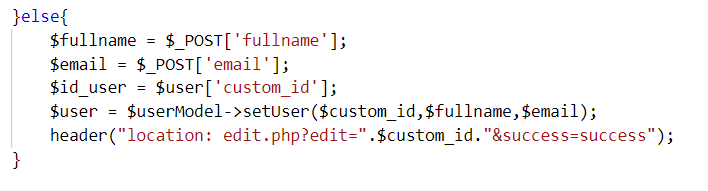 }else{
$fullname = $_POST['fullname'];
$email = $_POST['email'];
$id_user = $user['custom_id'];
$user = $userModel->setUser($custom_id,$fullname,$email);
header("location: edit.php?edit=".$custom_id."&success=success");
}